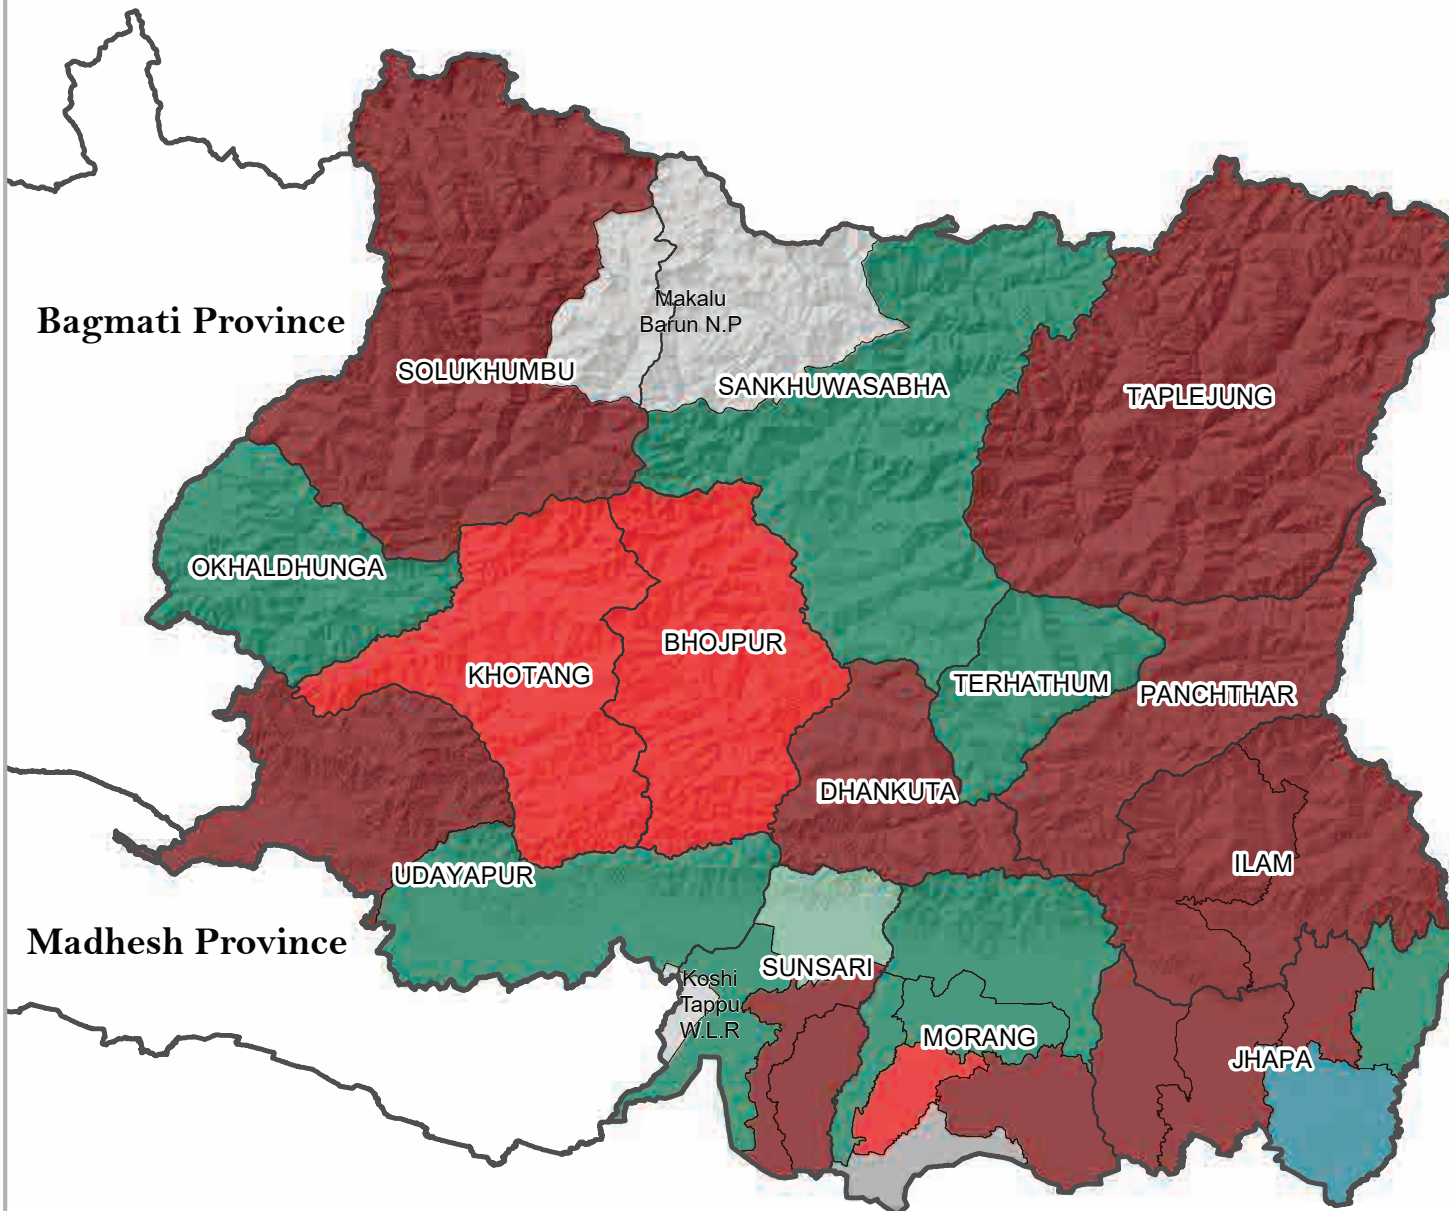 Makalu
Barun N.P
Bagmati Province
SOLUKHUMBU
SANKHUWASABHA
TAPLEJUNG
OKHALDHUNGA
BHOJPUR
KHOTANG
TERHATHUM
PANCHTHAR
DHANKUTA
ILAM
UDAYAPUR
Madhesh Province
SUNSARI
Koshi
Tappu
W.L.R
MORANG
JHAPA